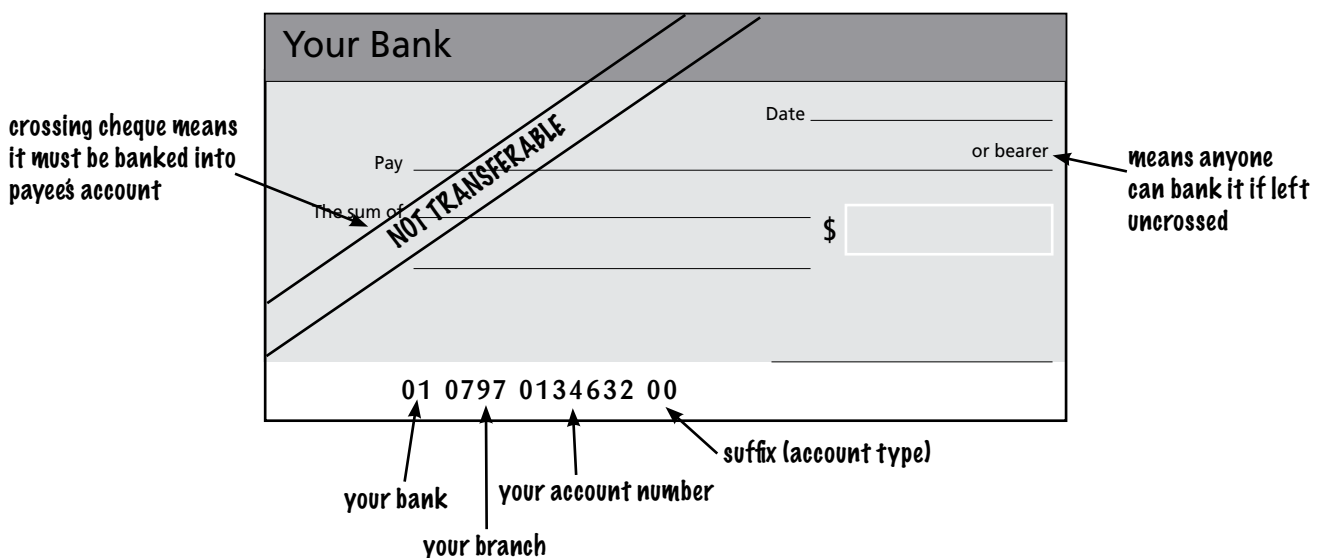 Your Bank
crossing cheque means
it must be banked into
payee's account
Date
or bearer
means anyone
can bank it if left
uncrossed
Pay
The sum of
NOT TRANSFERABLE
$
01 0797 0134632 00
suffix (account type)
your bank
your account number
your branch